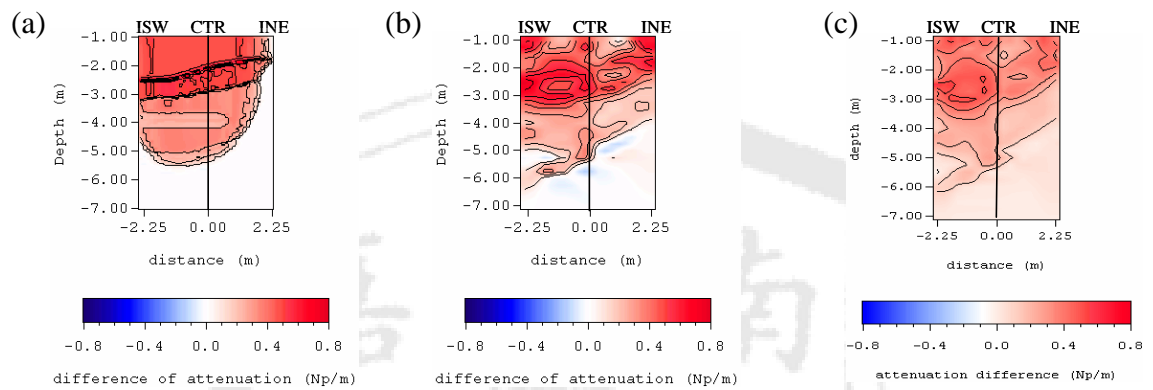 (a)
ISW CTR INE
Depth (m)
-1.00
-2.00
-3.00
-4.00
-5.00
-6.00
-7.00
-2.25 0.00 2.25
distance (m)
-0.8 -0.4 0.0 0.4 0.8
difference of attenuation (Np/m)
(b)
ISW CTR INE
Depth (m)
-1.00
-2.00
-3.00
-4.00
-5.00
-6.00
-7.00
-2.25 0.00 2.25
distance (m)
-0.8 -0.4 0.0 0.4 0.8
difference of attenuation (Np/m)
(c)
ISW CTR INE
depth (m)
-1.00
-2.00
-3.00
-4.00
-5.00
-6.00
-7.00
-2.25 0.00 2.25
distance (m)
-0.8 -0.4 0.0 0.4 0.8
attenuation difference (Np/m)
南